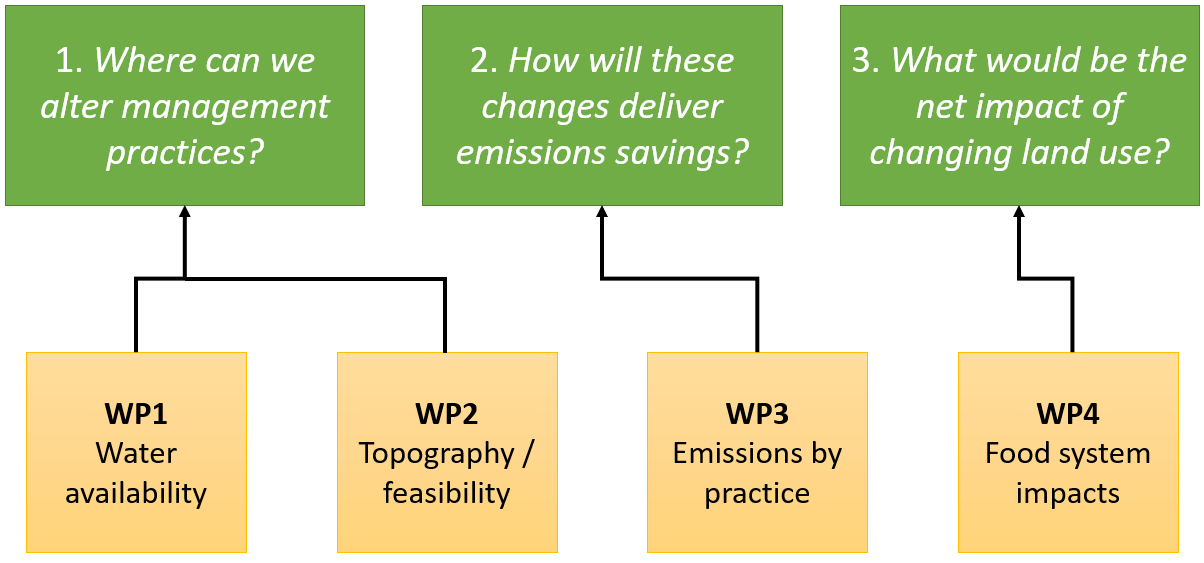 1. Where can we
alter management
practices?
2. How will these
changes deliver
emissions savings?
3. What would be the
net impact of
changing land use?
WP1
Water
availability
WP2
Topography /
feasibility
WP3
Emissions by
practice
WP4
Food system
impacts